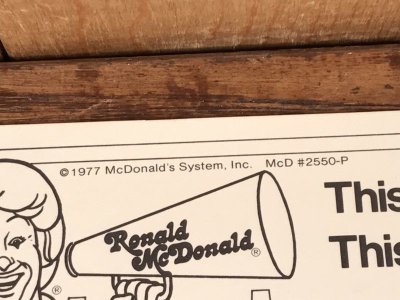 ©1977 McDonald's System, Inc. McD #2550-P
This
Ronald
McDonald®
This
®